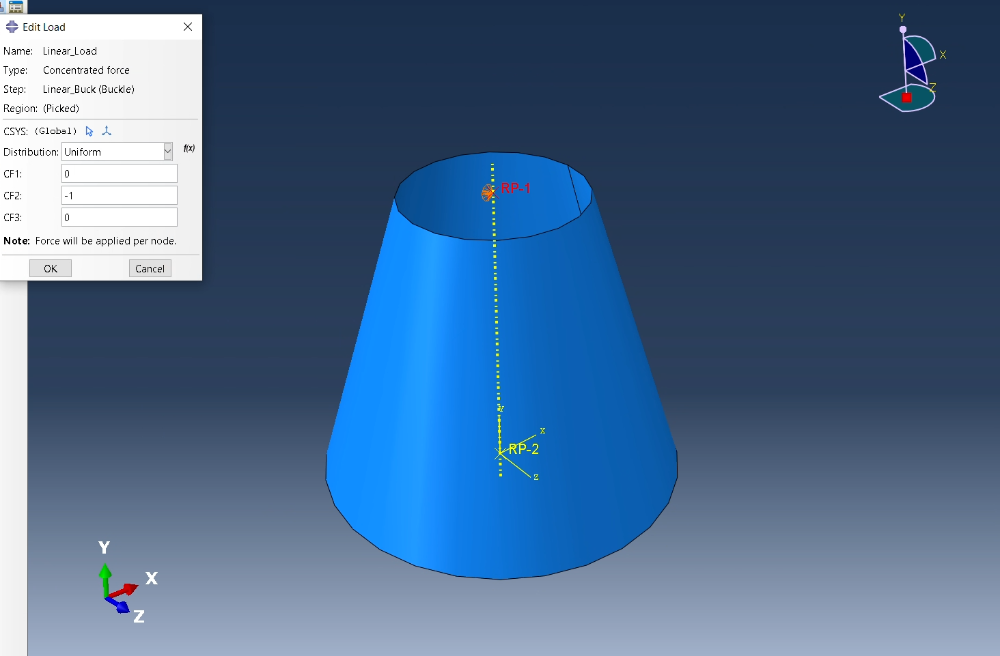 Edit Load
Name: Linear_Load
Type: Concentrated force
Step: Linear_Buck (Buckle)
Region: (Picked)
CSYS: (Global)
Distribution: Uniform f(x)
CF1: 0
CF2: -1
CF3: 0
Note: Force will be applied per node.
OK Cancel
Y
X
Z
RP-1
Y
X
RP-2
Z
Y
X
Z